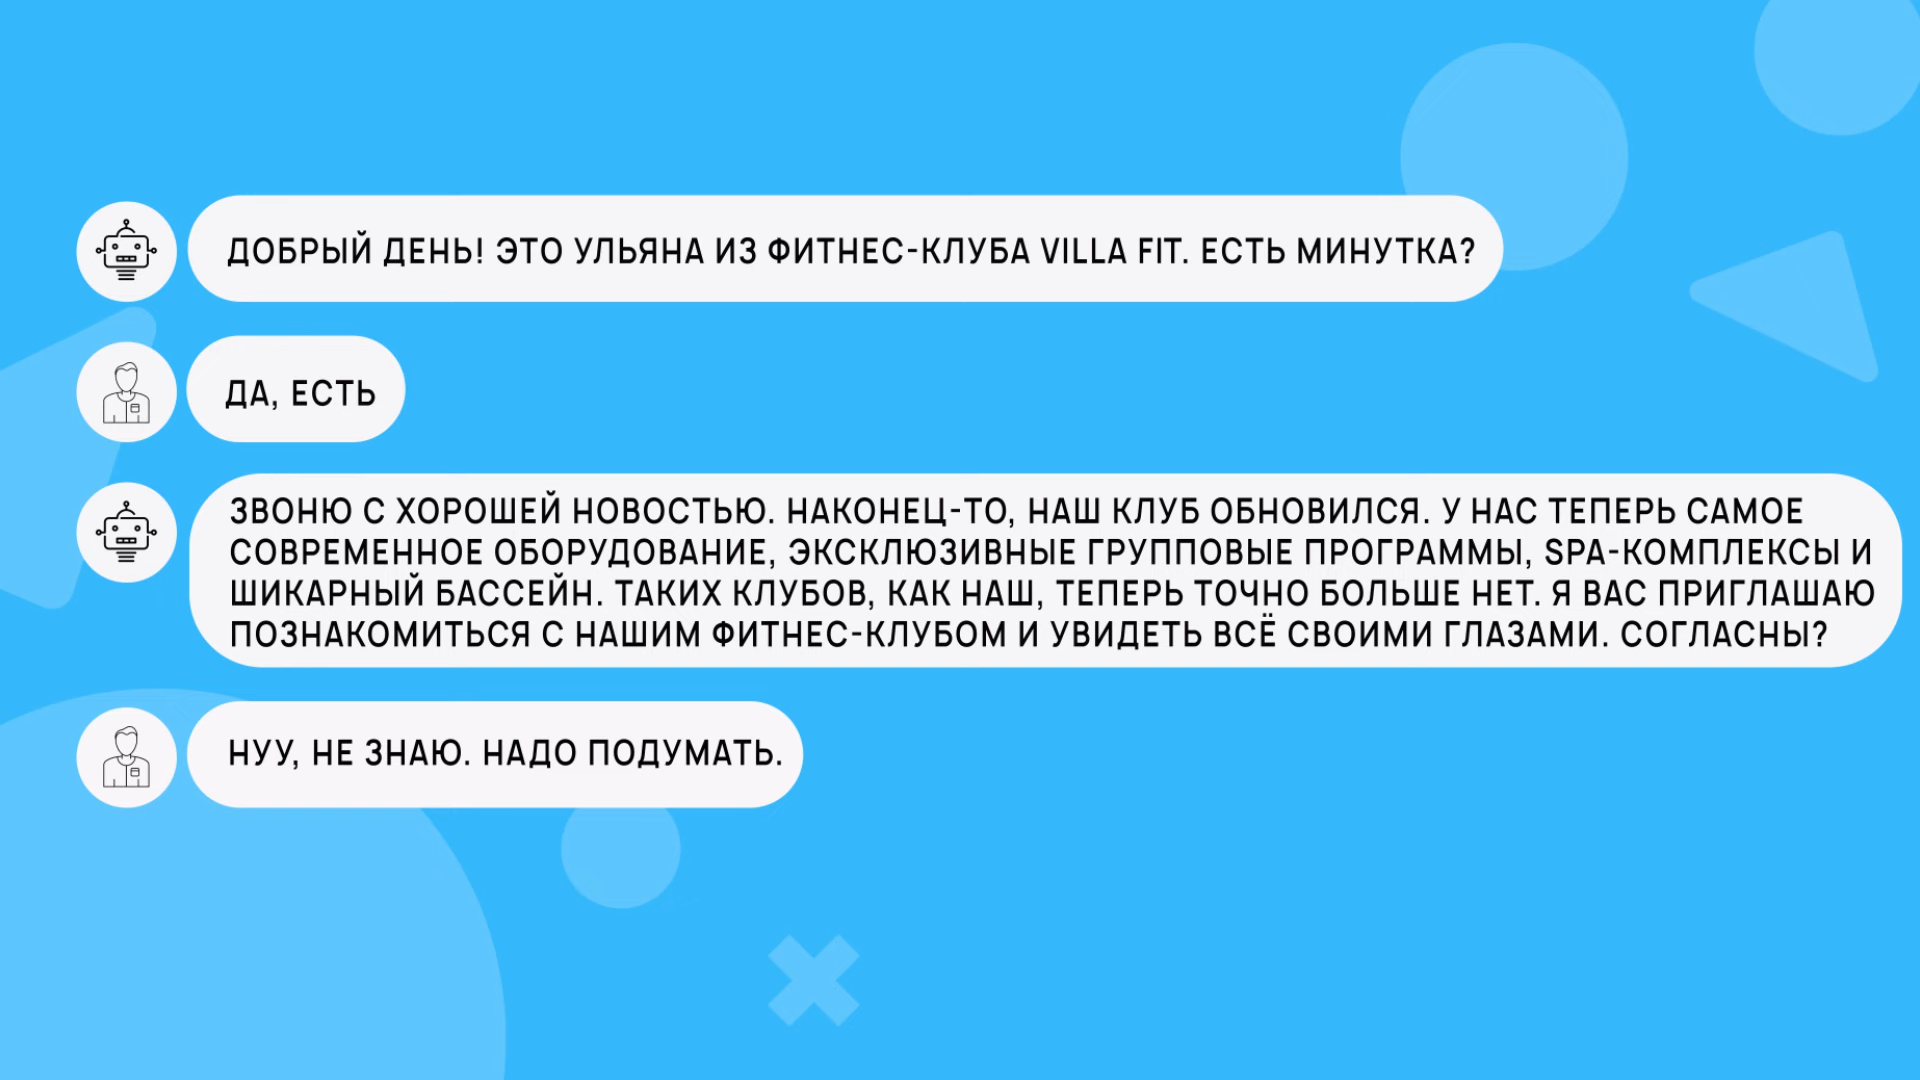 ДОБРЫЙ ДЕНЬ! ЭТО УЛЬЯНА ИЗ ФИТНЕС-КЛУБА VILLA FIT. ЕСТЬ МИНУТКА?
ДА, ЕСТЬ
ЗВОНЮ С ХОРОШЕЙ НОВОСТЬЮ. НАКОНЕЦ-ТО, НАШ КЛУБ ОБНОВИЛСЯ. У НАС ТЕПЕРЬ САМОЕ
СОВРЕМЕННОЕ ОБОРУДОВАНИЕ, ЭКСКЛЮЗИВНЫЕ ГРУППОВЫЕ ПРОГРАММЫ, SPA-КОМПЛЕКСЫ И
ШИКАРНЫЙ БАССЕЙН. ТАКИХ КЛУБОВ, КАК НАШ, ТЕПЕРЬ ТОЧНО БОЛЬШЕ НЕТ. Я ВАС ПРИГЛАШАЮ
ПОЗНАКОМИТЬСЯ С НАШИМ ФИТНЕС-КЛУБОМ И УВИДЕТЬ ВСЁ СВОИМИ ГЛАЗАМИ. СОГЛАСНЫ?
НУУ, НЕ ЗНАЮ. НАДО ПОДУМАТЬ.